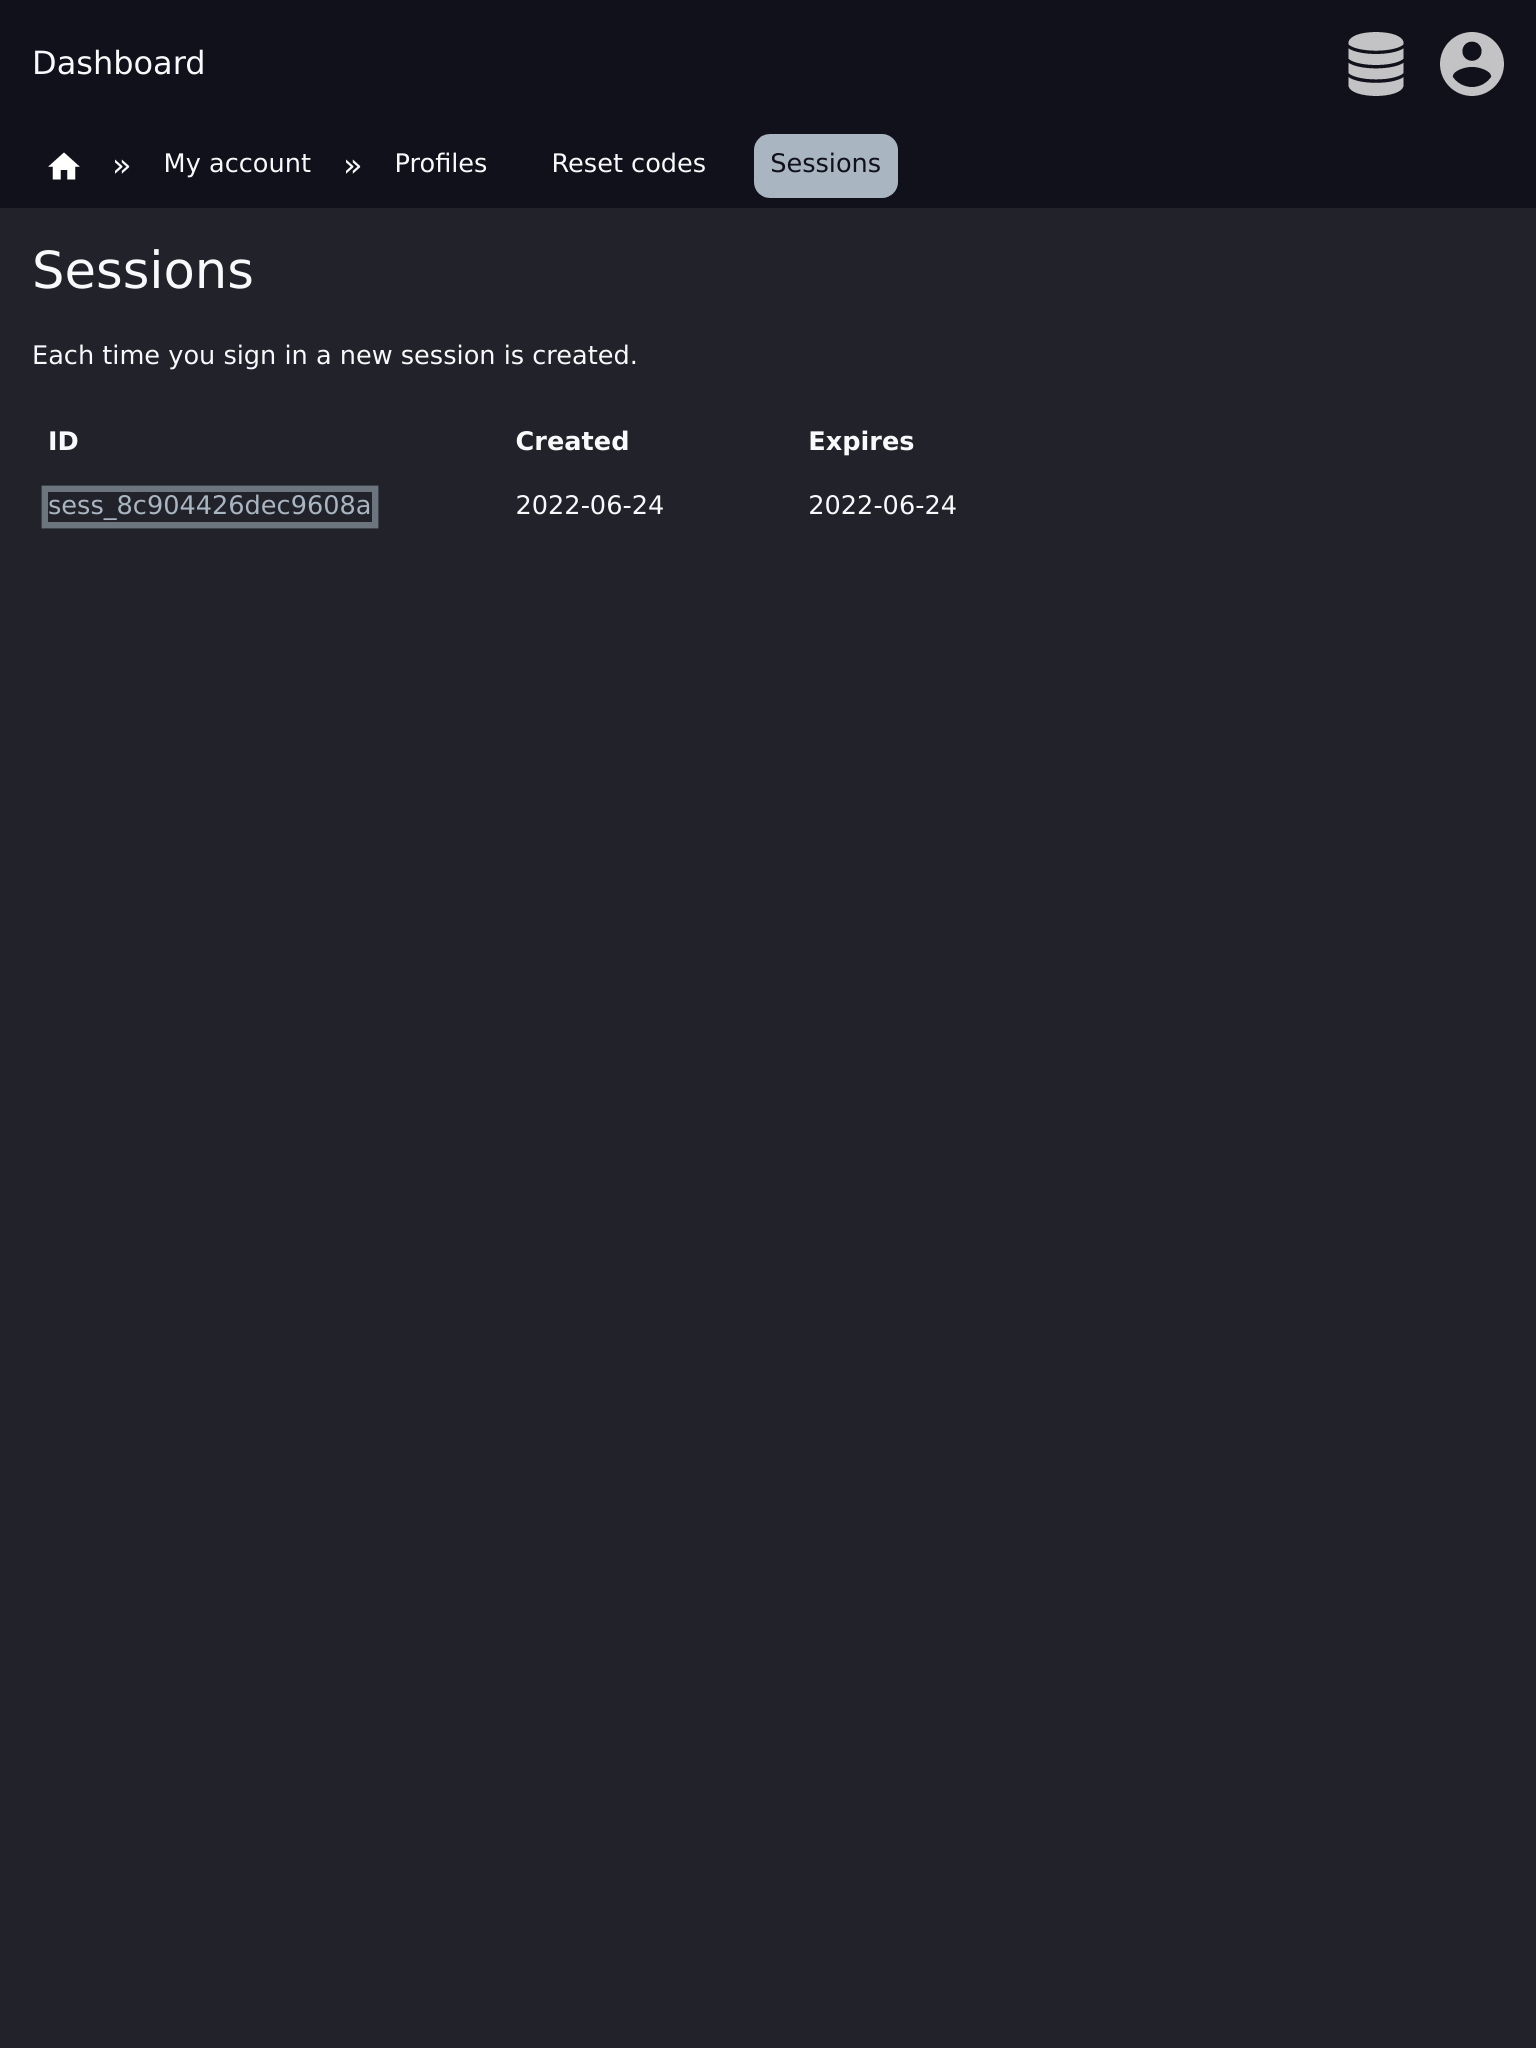 Dashboard
» My account » Profiles Reset codes Sessions
Sessions
Each time you sign in a new session is created.
ID Created Expires
sess_8c904426dec9608a 2022-06-24 2022-06-24